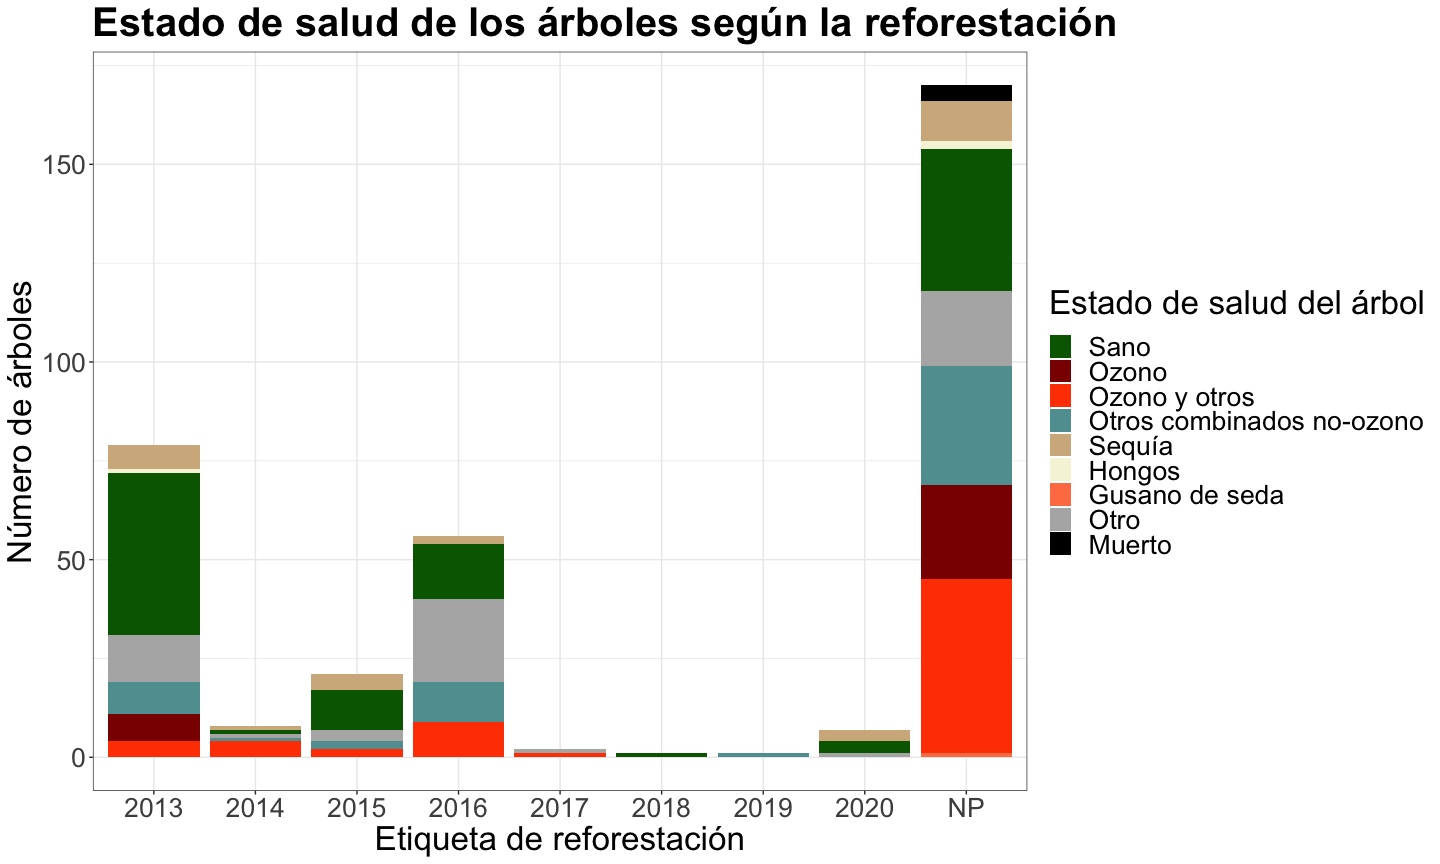 Estado de salud de los árboles según la reforestación
Número de árboles
150
100
50
0
2013 2014 2015 2016 2017 2018 2019 2020 NP
Etiqueta de reforestación
Estado de salud del árbol
Sano
Ozono
Ozono y otros
Otros combinados no-ozono
Sequía
Hongos
Gusano de seda
Otro
Muerto